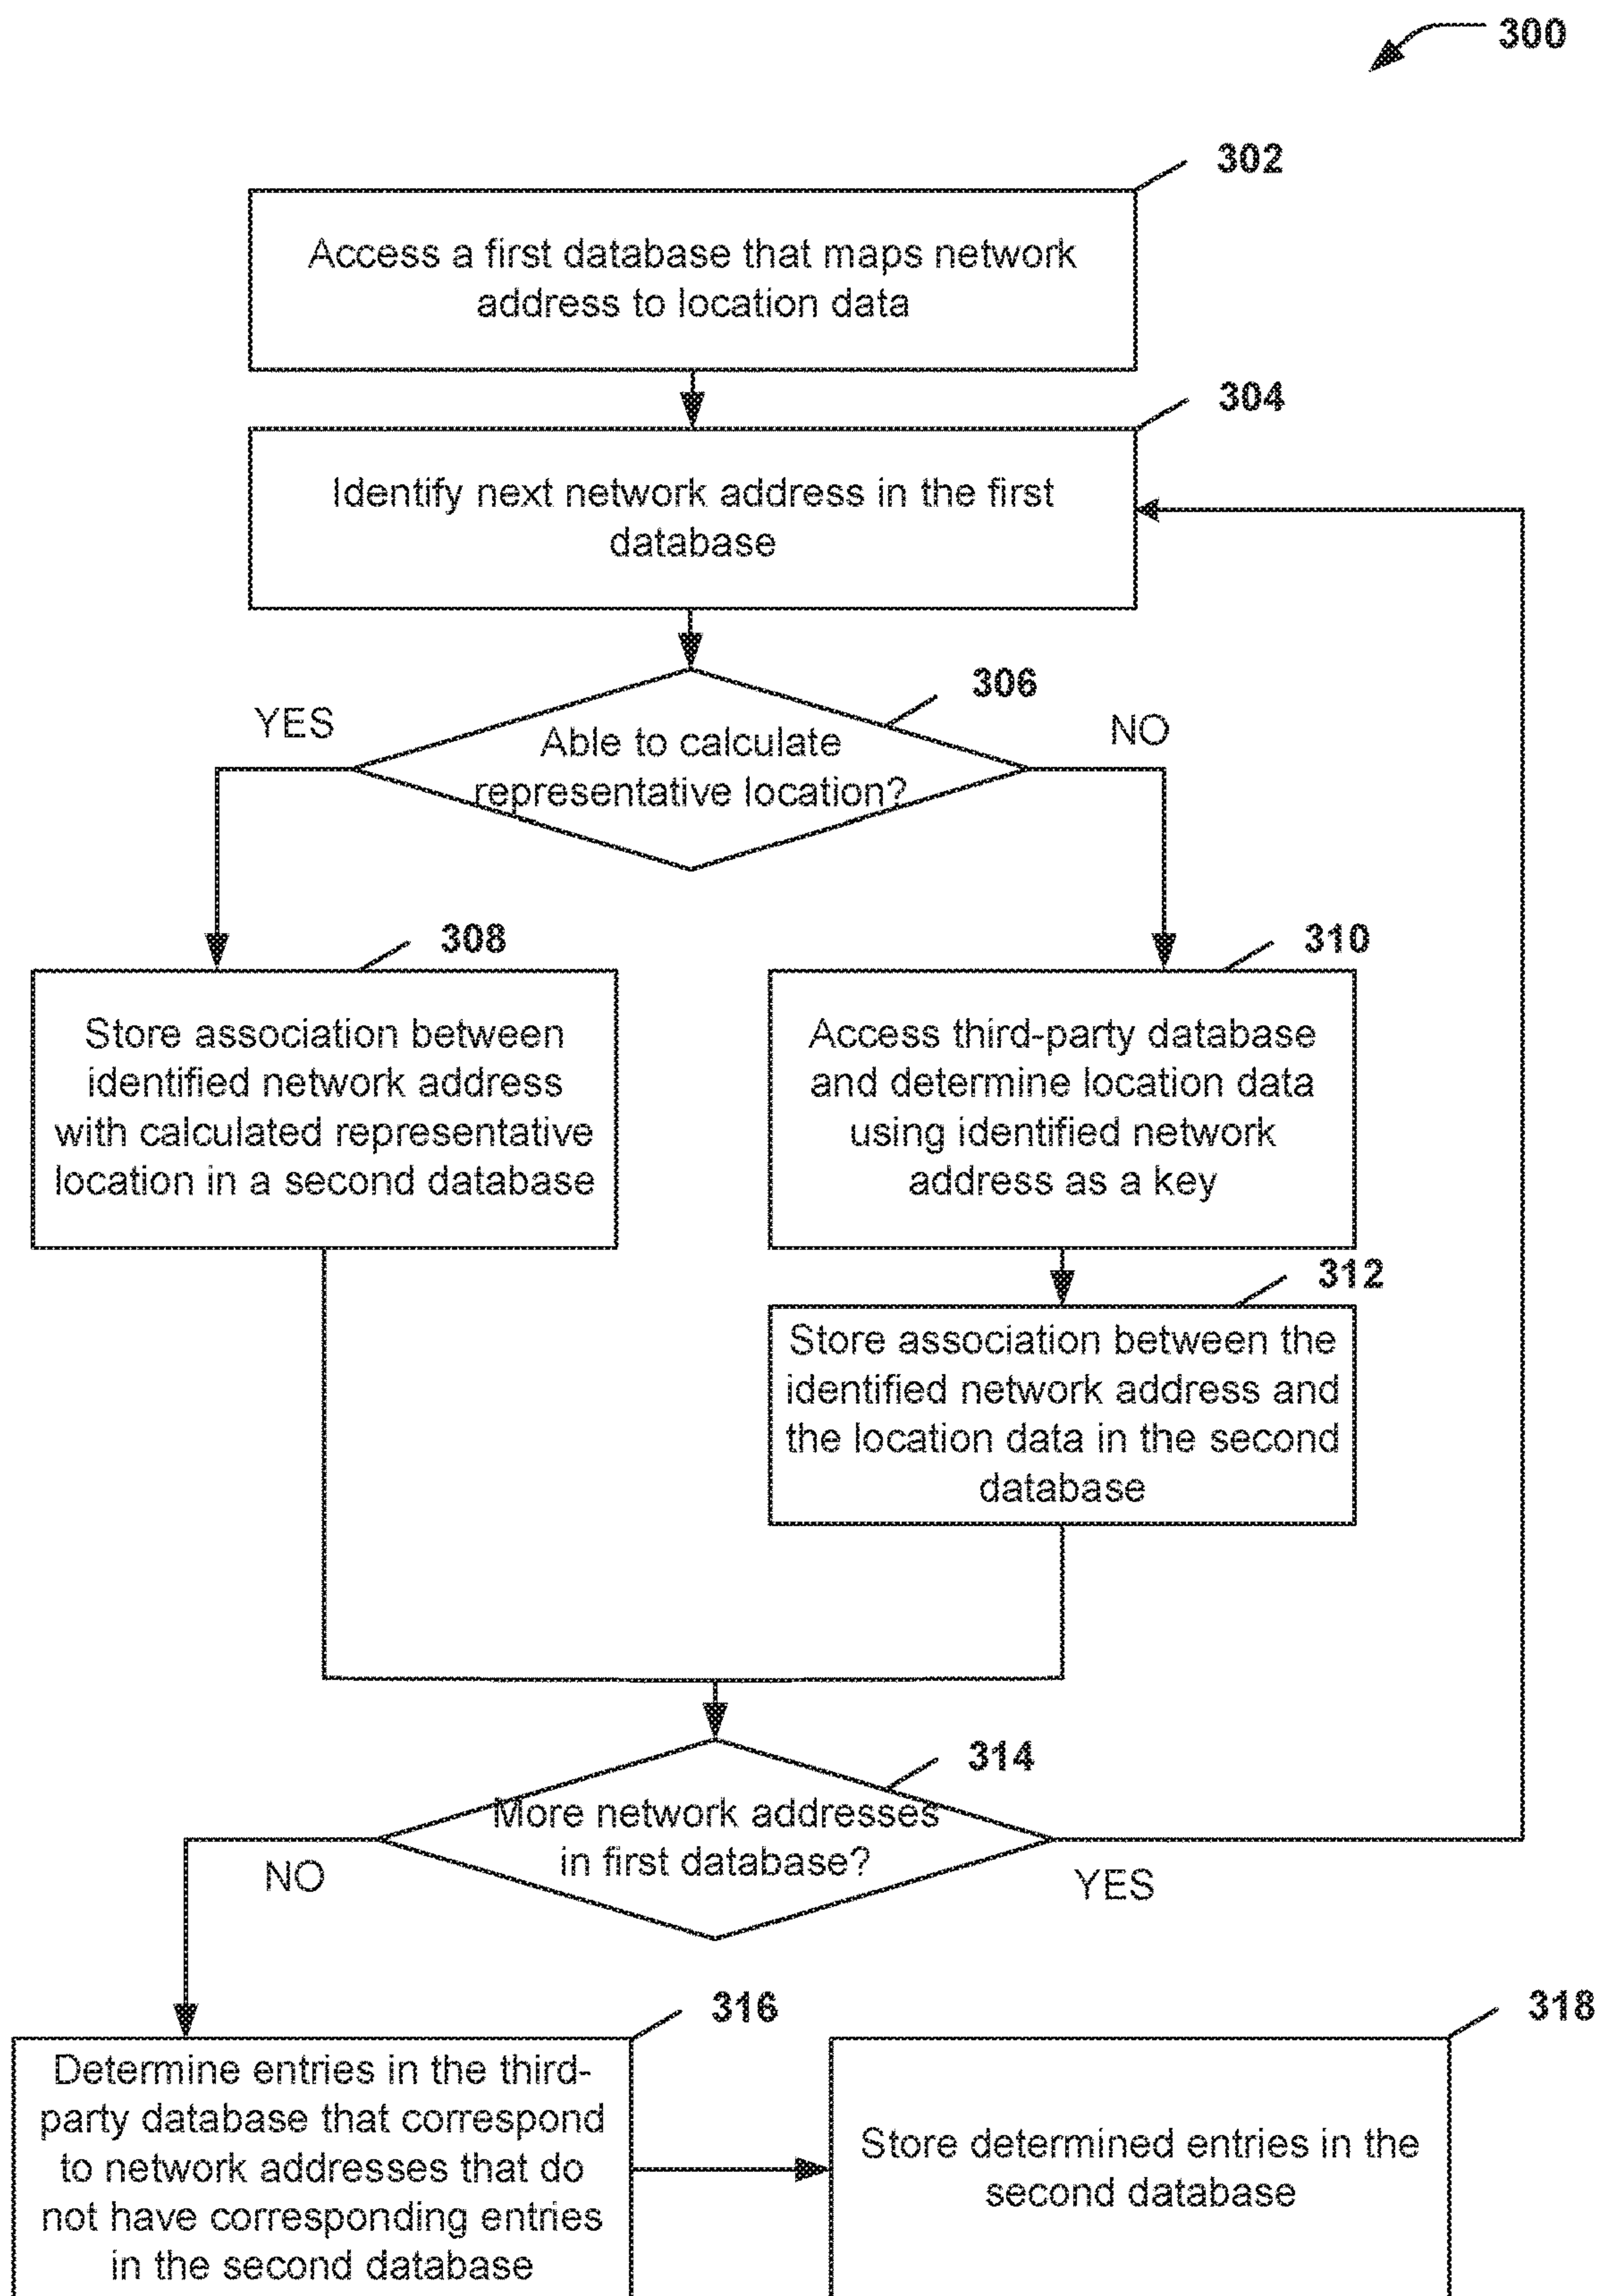 300
302
Access a first database that maps network
address to location data
304
Identify next network address in the first
database
306
YES
NO
Able to calculate
representative location?
308
310
Store association between
identified network address
with calculated representative
location in a second database
Access third-party database
and determine location data
using identified network
address as a key
312
Store association between the
identified network address and
the location data in the second
database
314
More network addresses
in first database?
NO
YES
316
318
Determine entries in the third-
party database that correspond
to network addresses that do
not have corresponding entries
in the second database
Store determined entries in the
second database